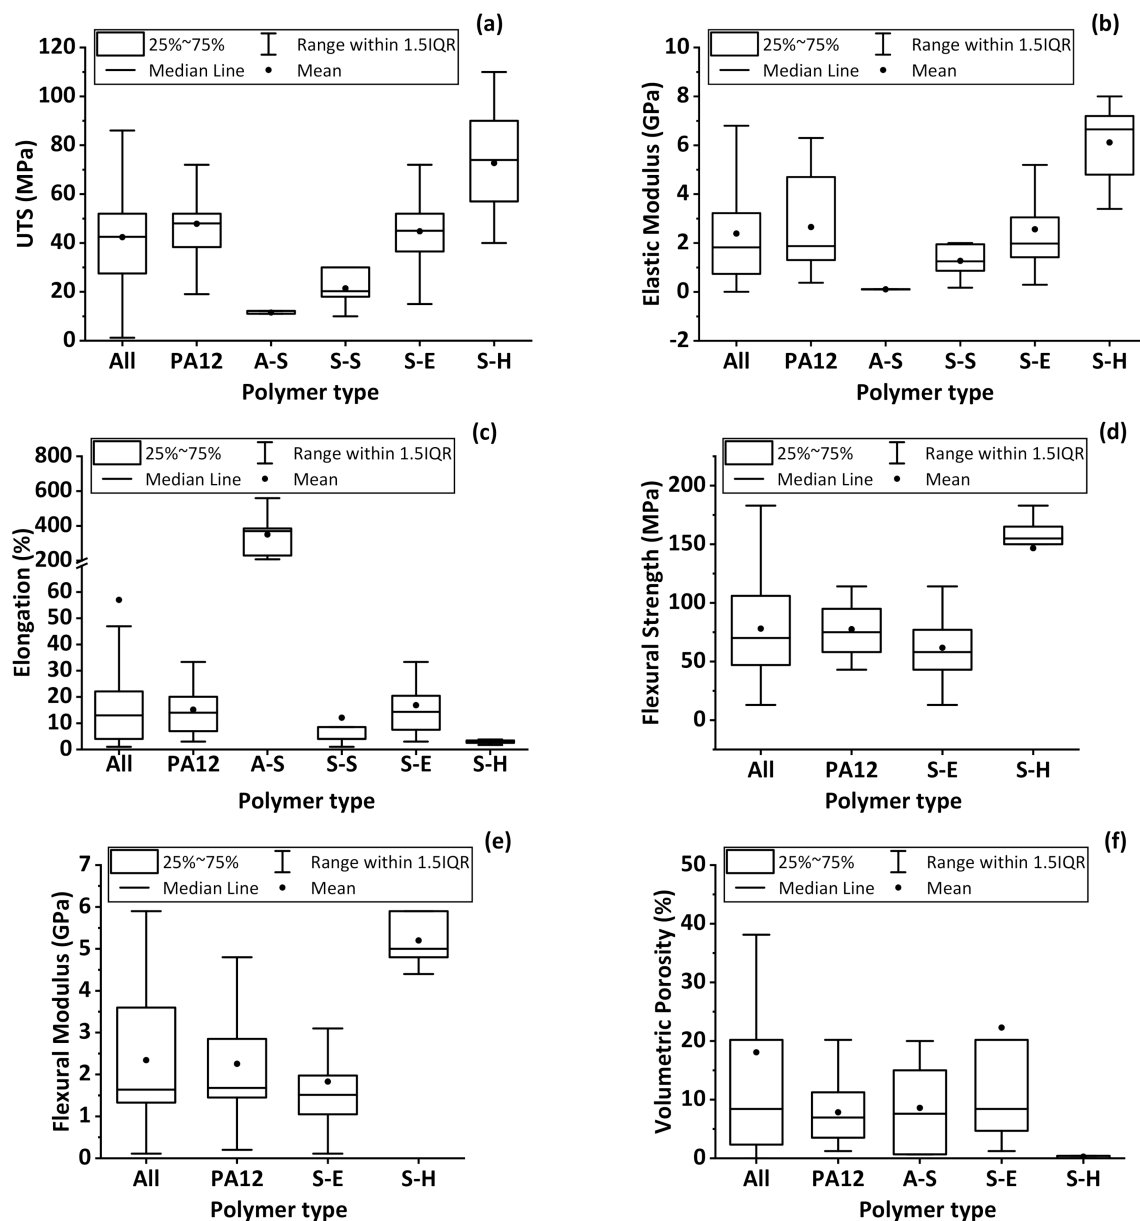 (a)
25%~75% Range within 1.5IQR
Median Line Mean
UTS (MPa)
120
100
80
60
40
20
0
All PA12 A-S S-S S-E S-H
Polymer type
(b)
25%~75% Range within 1.5IQR
Median Line Mean
Elastic Modulus (GPa)
10
8
6
4
2
0
-2
All PA12 A-S S-S S-E S-H
Polymer type
(c)
25%~75% Range within 1.5IQR
Median Line Mean
Elongation (%)
800
600
400
200
60
50
40
30
20
10
0
All PA12 A-S S-S S-E S-H
Polymer type
(d)
25%~75% Range within 1.5IQR
Median Line Mean
Flexural Strength (MPa)
200
150
100
50
0
All PA12 S-E S-H
Polymer type
(e)
25%~75% Range within 1.5IQR
Median Line Mean
Flexural Modulus (GPa)
7
6
5
4
3
2
1
0
All PA12 S-E S-H
Polymer type
(f)
25%~75% Range within 1.5IQR
Median Line Mean
Volumetric Porosity (%)
50
40
30
20
10
0
All PA12 A-S S-E S-H
Polymer type